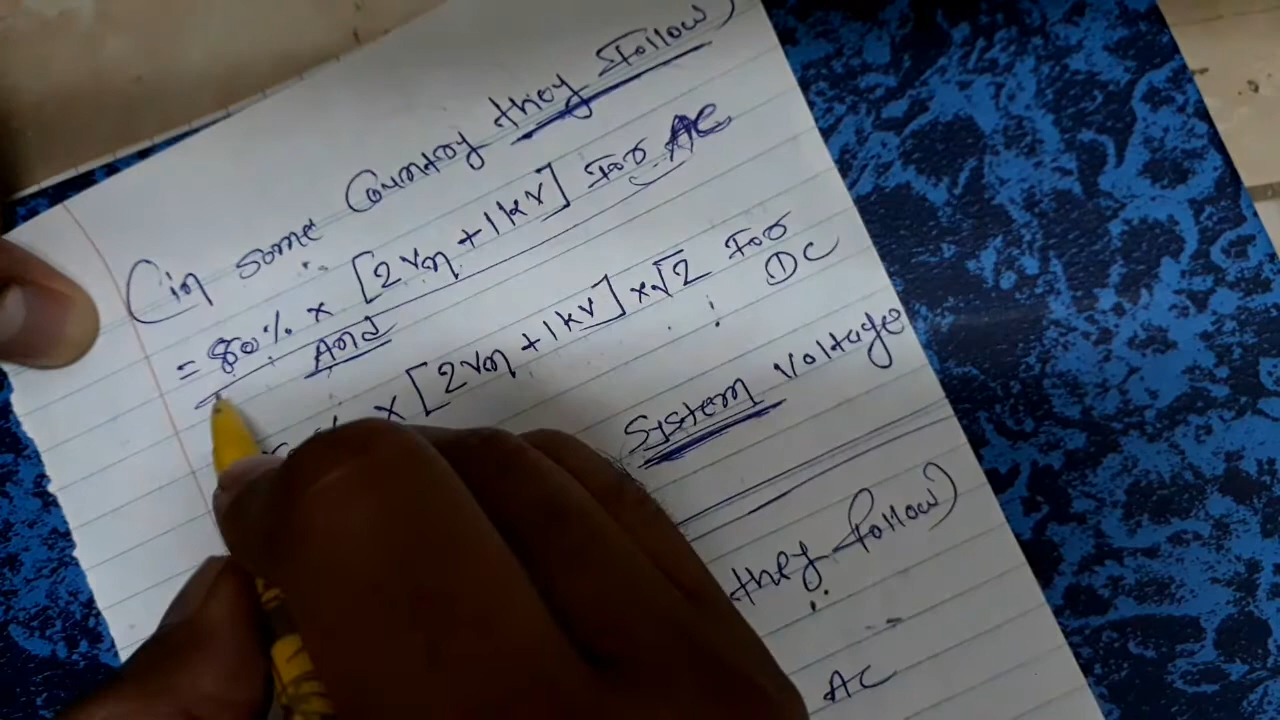 (in some Country they Follow)
= 80% × [2Vm + 1kV] For AC
And
× [2Vm + 1kV] × √2 For
DC
System Voltage
they follow)
AC